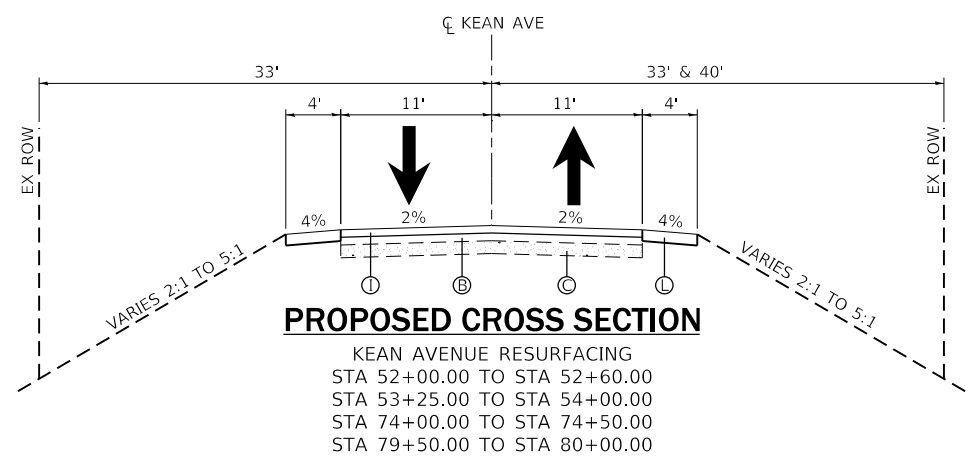 ℄ KEAN AVE
33'
33' & 40'
4'
11'
11'
4'
EX ROW
EX ROW
4%
2%
2%
4%
VARIES 2:1 TO 5:1
VARIES 2:1 TO 5:1
I
B
C
L
PROPOSED CROSS SECTION
KEAN AVENUE RESURFACING
STA 52+00.00 TO STA 52+60.00
STA 53+25.00 TO STA 54+00.00
STA 74+00.00 TO STA 74+50.00
STA 79+50.00 TO STA 80+00.00